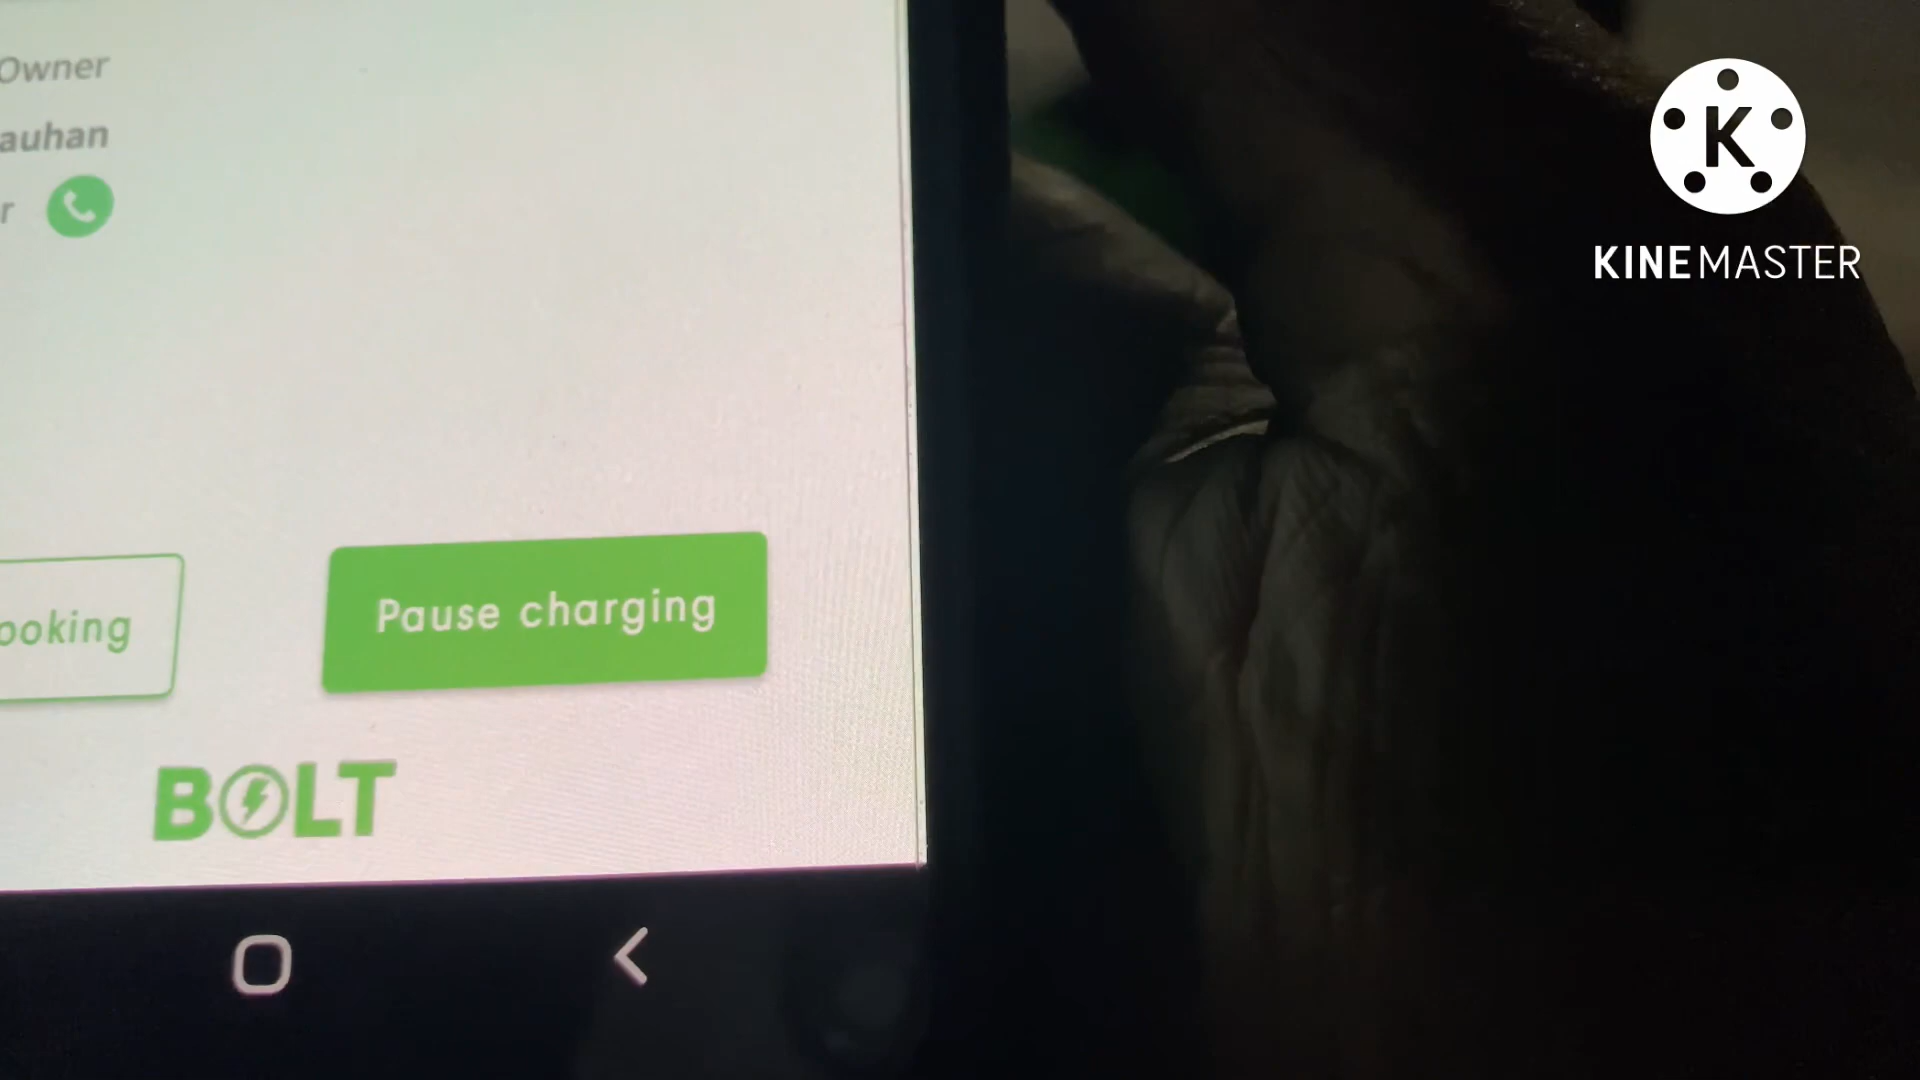 Owner
auhan
r
ooking
Pause charging
BOLT
K
KINEMASTER